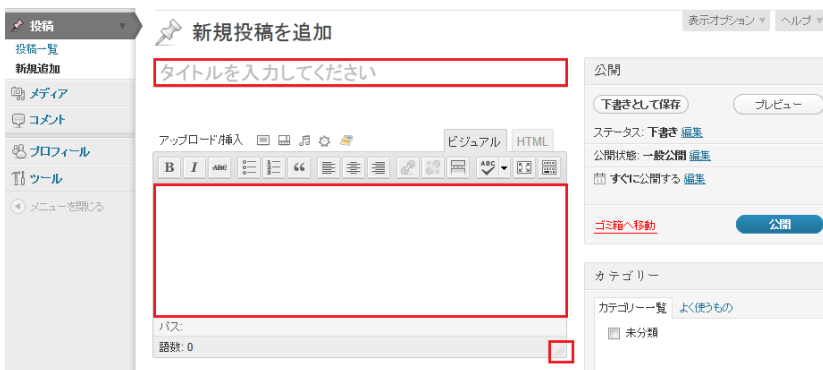 投稿
投稿一覧
新規追加
メディア
コメント
プロフィール
ツール
メニューを閉じる
表示オプション ヘルプ
新規投稿を追加
タイトルを入力してください
アップロード/挿入
ビジュアル HTML
B I ABC ABC
パス:
語数: 0
公開
下書きとして保存 プレビュー
ステータス: 下書き 編集
公開状態: 一般公開 編集
すぐに公開する 編集
ゴミ箱へ移動 公開
カテゴリー
カテゴリー一覧 よく使うもの
未分類